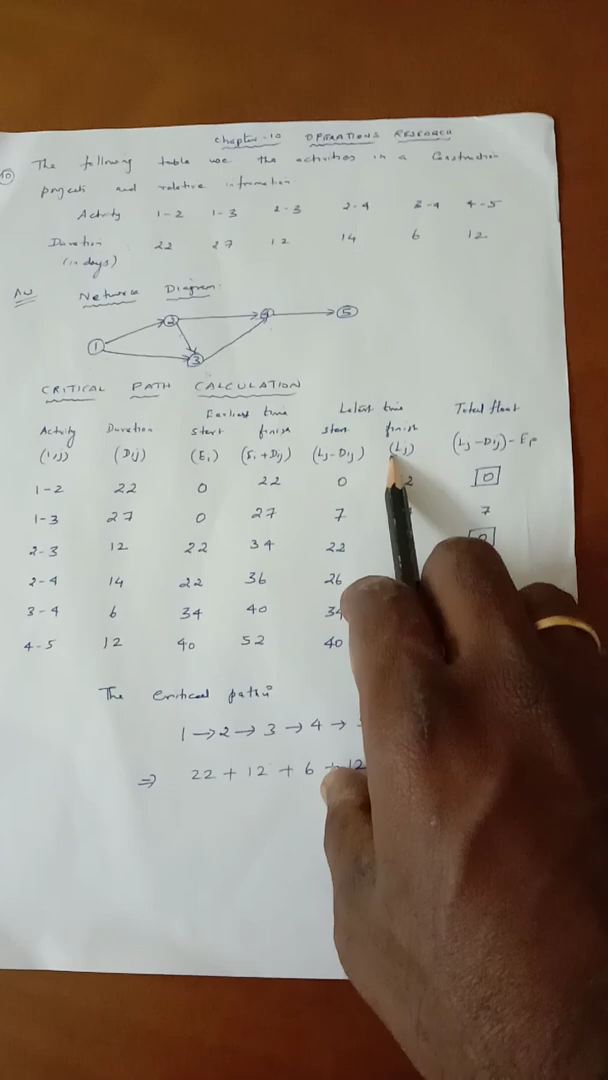 Chapter-10 OPERATIONS RESEARCH
10
The following table use the activities in a Construction
projects and relative information
Activity 1-2 1-3 2-3 2-4 3-4 4-5
Duration 22 27 12 14 6 12
(in days)
Network Diagram
1 2 3 4 5
CRITICAL PATH CALCULATION
Earliest time Latest time Total float
Activity Duration start finish start finish (Lj-Dij)-
(i,j) (Dij) (Ei) (Ei+Dij) (Lj-Dij) (Lj)
1-2 22 0 22 0 2 0
1-3 27 0 27 7 7
2-3 12 22 34 22 0
2-4 14 22 36 26
3-4 6 34 40 34
4-5 12 40 52 40
The critical path
1 → 2 → 3 → 4 →
⇒ 22 + 12 + 6 + 12